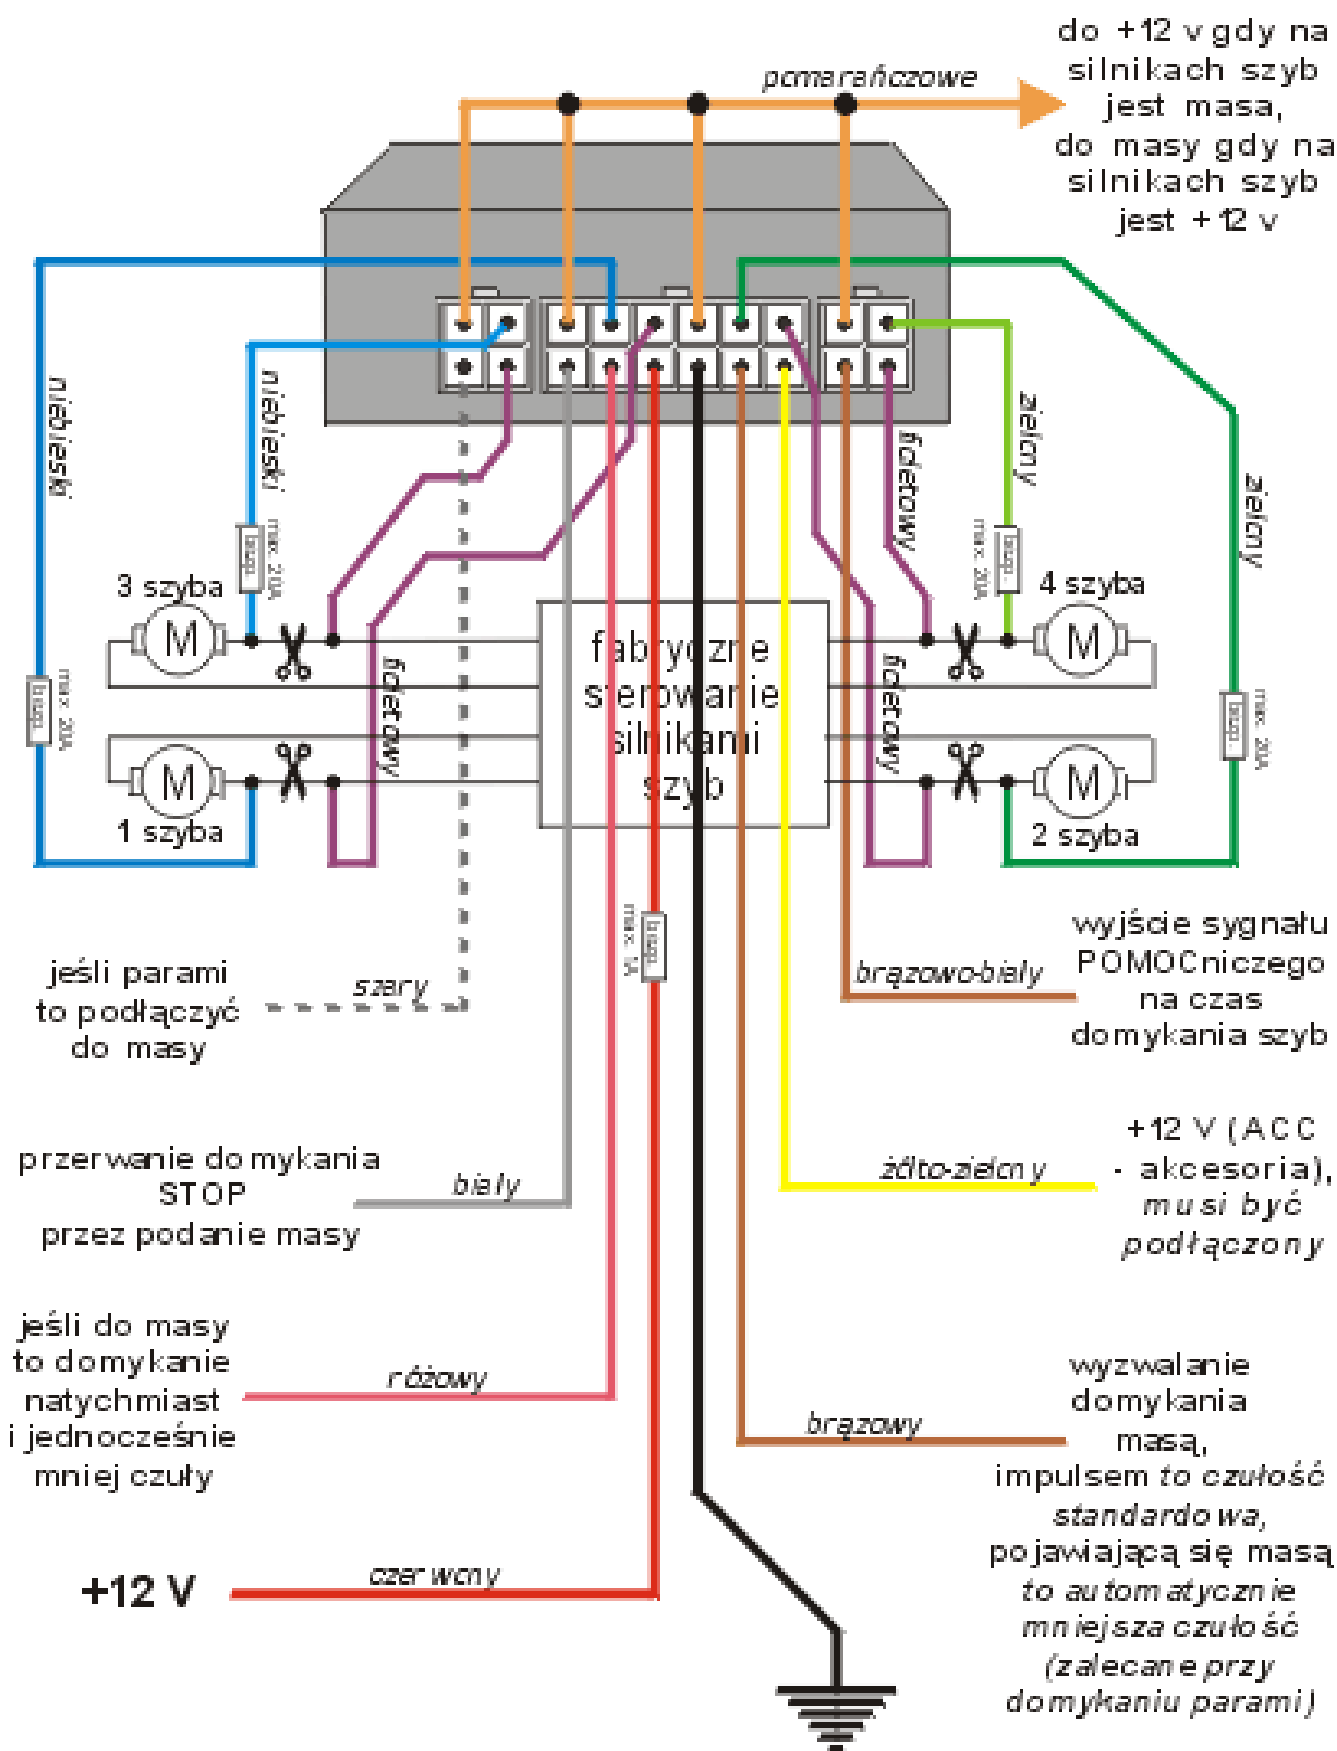 do +12 v gdy na
silnikach szyb
jest masa,
do masy gdy na
silnikach szyb
jest +12 v
pomarańczowe
niebieski
niebieski
zielony
zielony
fioletowy
fioletowy
fioletowy
bezp.
max. 20A
bezp.
max. 20A
bezp.
max. 20A
bezp.
max. 20A
3 szyba
M
4 szyba
M
fabryczne
sterowanie
silnikami
szyb
M
1 szyba
M
2 szyba
bezp.
max. 1A
jeśli parami
to podłączyć
do masy
szary
brązowo-biały
wyjście sygnału
POMOCniczego
na czas
domykania szyb
przerwanie domykania
STOP
przez podanie masy
biały
żółto-zielony
+12 V (ACC
- akcesoria),
musi być
podłączony
jeśli do masy
to domykanie
natychmiast
i jednocześnie
mniej czuły
różowy
brązowy
wyzwalanie
domykania
masą,
impulsem to czułość
standardowa,
pojawiającą się masą
to automatycznie
mniejsza czułość
(zalecane przy
domykaniu parami)
+12 V
czerwony